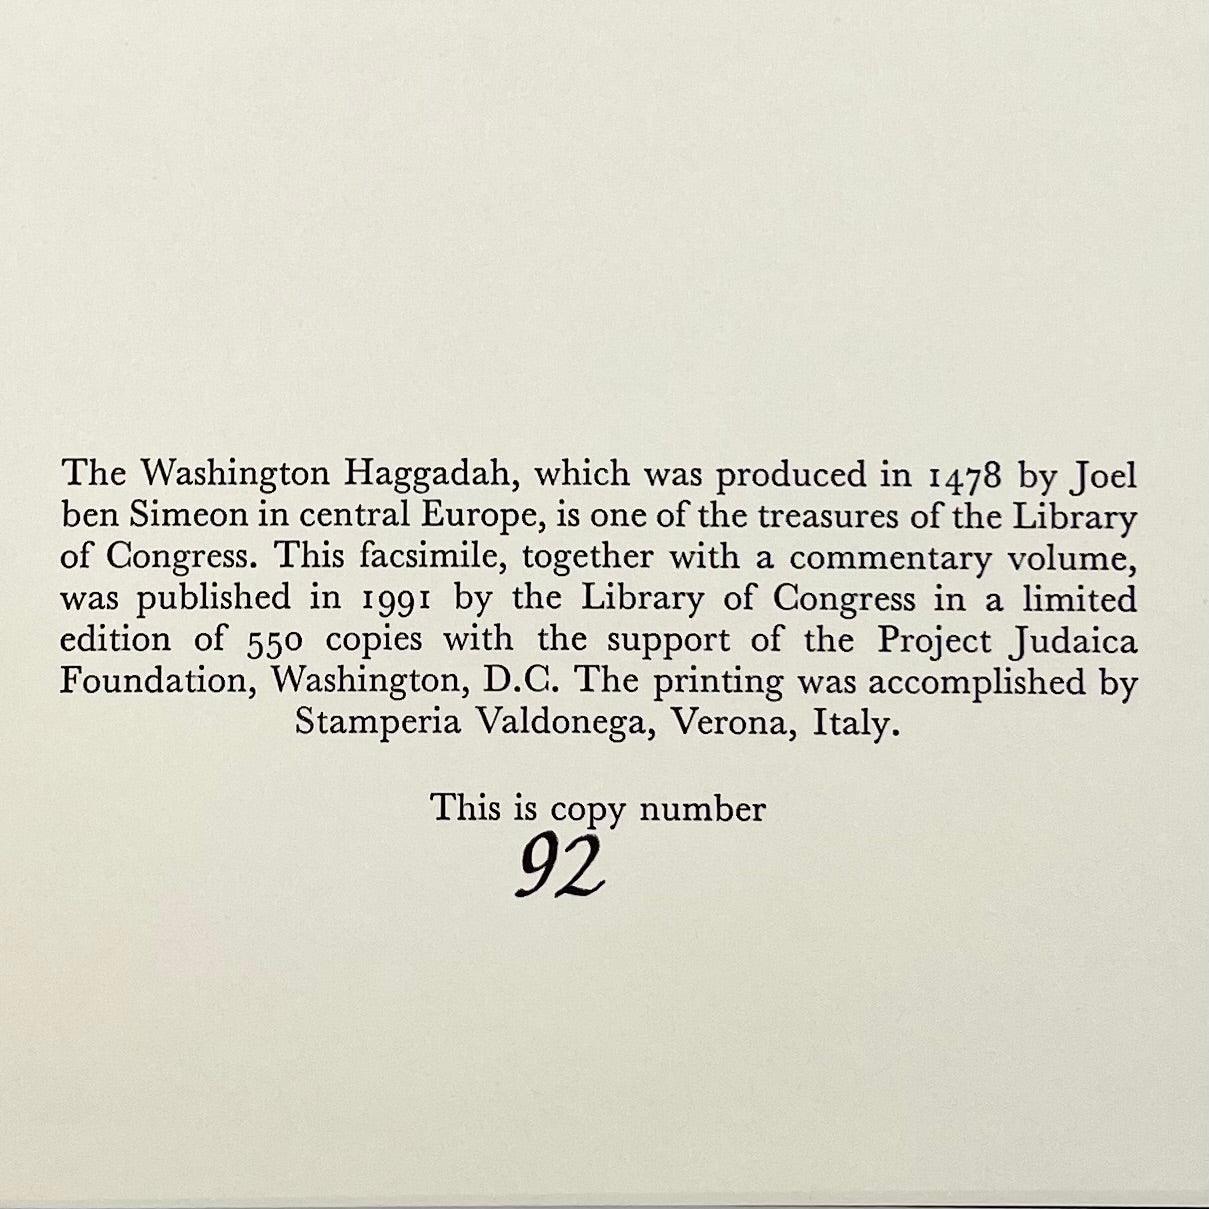 The Washington Haggadah, which was produced in 1478 by Joel
ben Simeon in central Europe, is one of the treasures of the Library
of Congress. This facsimile, together with a commentary volume,
was published in 1991 by the Library of Congress in a limited
edition of 550 copies with the support of the Project Judaica
Foundation, Washington, D.C. The printing was accomplished by
Stamperia Valdonega, Verona, Italy.
This is copy number
92